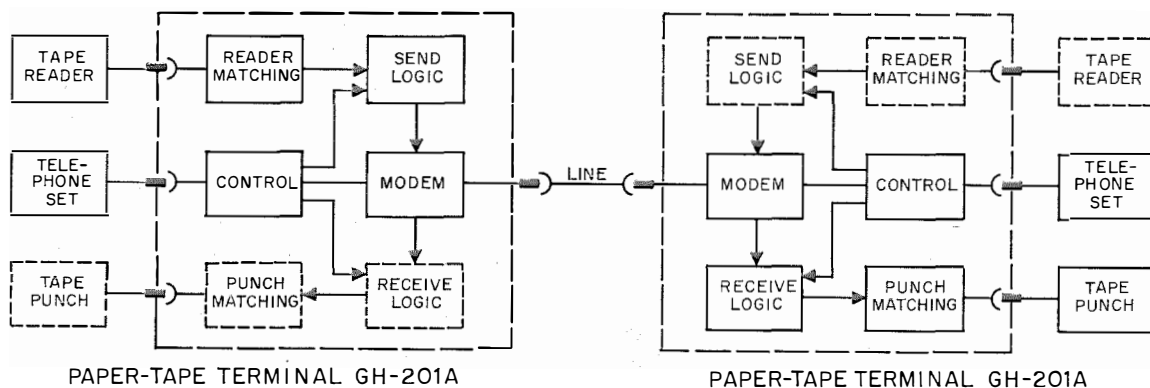 TAPE
READER
READER
MATCHING
SEND
LOGIC
TELE-
PHONE
SET
CONTROL
MODEM
TAPE
PUNCH
PUNCH
MATCHING
RECEIVE
LOGIC
LINE
SEND
LOGIC
READER
MATCHING
TAPE
READER
MODEM
CONTROL
TELE-
PHONE
SET
RECEIVE
LOGIC
PUNCH
MATCHING
TAPE
PUNCH
PAPER-TAPE TERMINAL GH-201A
PAPER-TAPE TERMINAL GH-201A